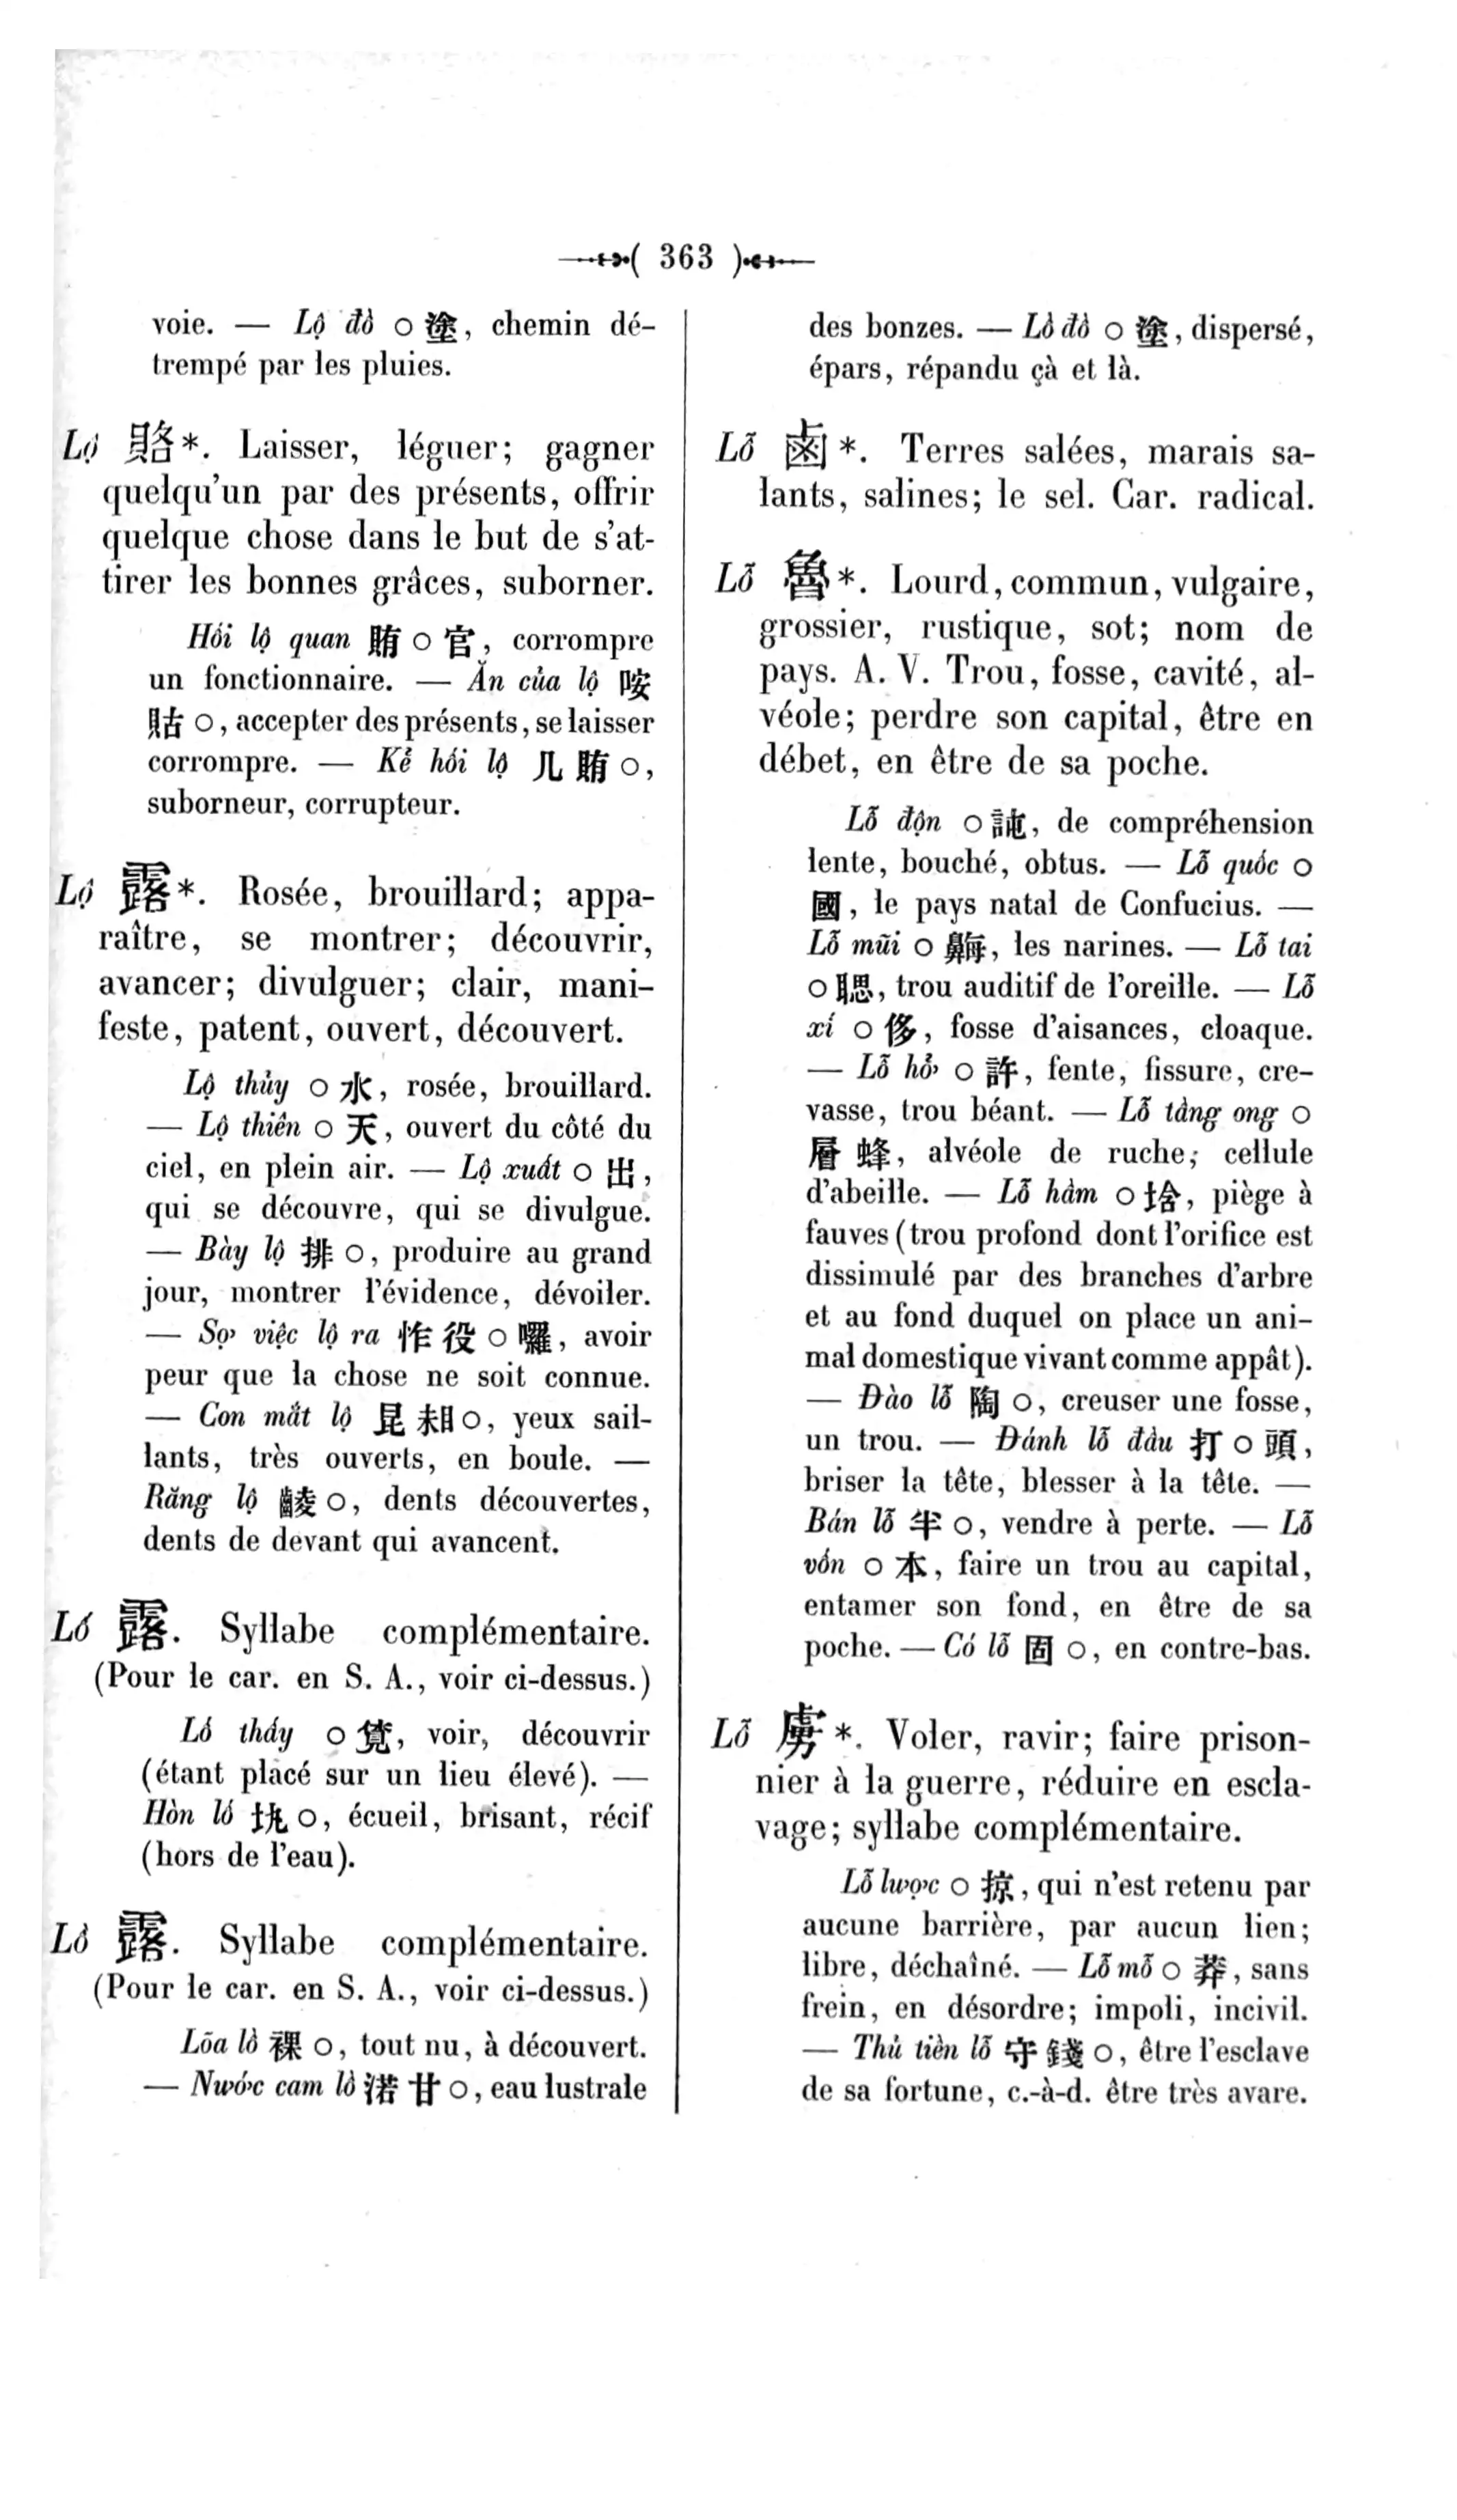 ( 363 )
voie. — Lộ đồ ○ 塗, chemin dé-
trempé par les pluies.
Lộ 賂*. Laisser, léguer; gagner
quelqu'un par des présents, offrir
quelque chose dans le but de s'at-
tirer les bonnes grâces, suborner.
Hối lộ quan 賄 ○ 官, corrompre
un fonctionnaire. — Ăn của lộ 咹
貼 ○, accepter des présents, se laisser
corrompre. — Kẻ hối lộ 几 賄 ○,
suborneur, corrupteur.
Lộ 露*. Rosée, brouillard; appa-
raître, se montrer; découvrir,
avancer; divulguer; clair, mani-
feste, patent, ouvert, découvert.
Lộ thủy ○ 水, rosée, brouillard.
— Lộ thiên ○ 天, ouvert du côté du
ciel, en plein air. — Lộ xuất ○ 出,
qui se découvre, qui se divulgue.
— Bày lộ 排 ○, produire au grand
jour, montrer l'évidence, dévoiler.
— Sợ việc lộ ra 怍 役 ○ 囉, avoir
peur que la chose ne soit connue.
— Con mắt lộ 昆 眜 ○, yeux sail-
lants, très ouverts, en boule. —
Răng lộ 𪘵 ○, dents découvertes,
dents de devant qui avancent.
Lố 露. Syllabe complémentaire.
(Pour le car. en S. A., voir ci-dessus.)
Lố thấy ○ 覓, voir, découvrir
(étant placé sur un lieu élevé). —
Hòn lố ○, écueil, brisant, récif
(hors de l'eau).
Lồ 露. Syllabe complémentaire.
(Pour le car. en S. A., voir ci-dessus.)
Lõa lồ 裸 ○, tout nu, à découvert.
— Nước cam lồ 渃 甘 ○, eau lustrale
des bonzes. — Lồ đồ ○ 塗, dispersé,
épars, répandu çà et là.
Lỗ 鹵*. Terres salées, marais sa-
lants, salines; le sel. Car. radical.
Lỗ 魯*. Lourd, commun, vulgaire,
grossier, rustique, sot; nom de
pays. A. V. Trou, fosse, cavité, al-
véole; perdre son capital, être en
débet, en être de sa poche.
Lỗ độn ○ 訰, de compréhension
lente, bouché, obtus. — Lỗ quốc ○
國, le pays natal de Confucius. —
Lỗ mũi ○ 𪖫, les narines. — Lỗ tai
○ 聰, trou auditif de l'oreille. — Lỗ
xí ○ 侈, fosse d'aisances, cloaque.
— Lỗ hở ○ 許, fente, fissure, cre-
vasse, trou béant. — Lỗ tầng ong ○
層 蜂, alvéole de ruche; cellule
d'abeille. — Lỗ hầm ○ 㙈, piège à
fauves (trou profond dont l'orifice est
dissimulé par des branches d'arbre
et au fond duquel on place un ani-
mal domestique vivant comme appât).
— Đào lỗ 陶 ○, creuser une fosse,
un trou. — Đánh lỗ đầu 打 ○ 頭,
briser la tête, blesser à la tête. —
Bán lỗ 半 ○, vendre à perte. — Lỗ
vốn ○ 本, faire un trou au capital,
entamer son fond, en être de sa
poche. — Có lỗ 固 ○, en contre-bas.
Lỗ 虜*. Voler, ravir; faire prison-
nier à la guerre, réduire en escla-
vage; syllabe complémentaire.
Lỗ lược ○ 掠, qui n'est retenu par
aucune barrière, par aucun lien;
libre, déchaîné. — Lỗ mỗ ○ 莽, sans
frein, en désordre; impoli, incivil.
— Thủ tiền lỗ 守 錢 ○, être l'esclave
de sa fortune, c.-à-d. être très avare.